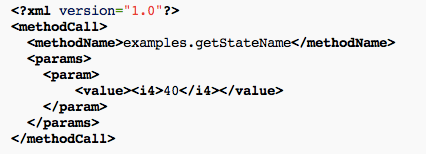 <?xml version="1.0"?>
<methodCall>
  <methodName>examples.getStateName</methodName>
  <params>
    <param>
        <value><i4>40</i4></value>
    </param>
  </params>
</methodCall>